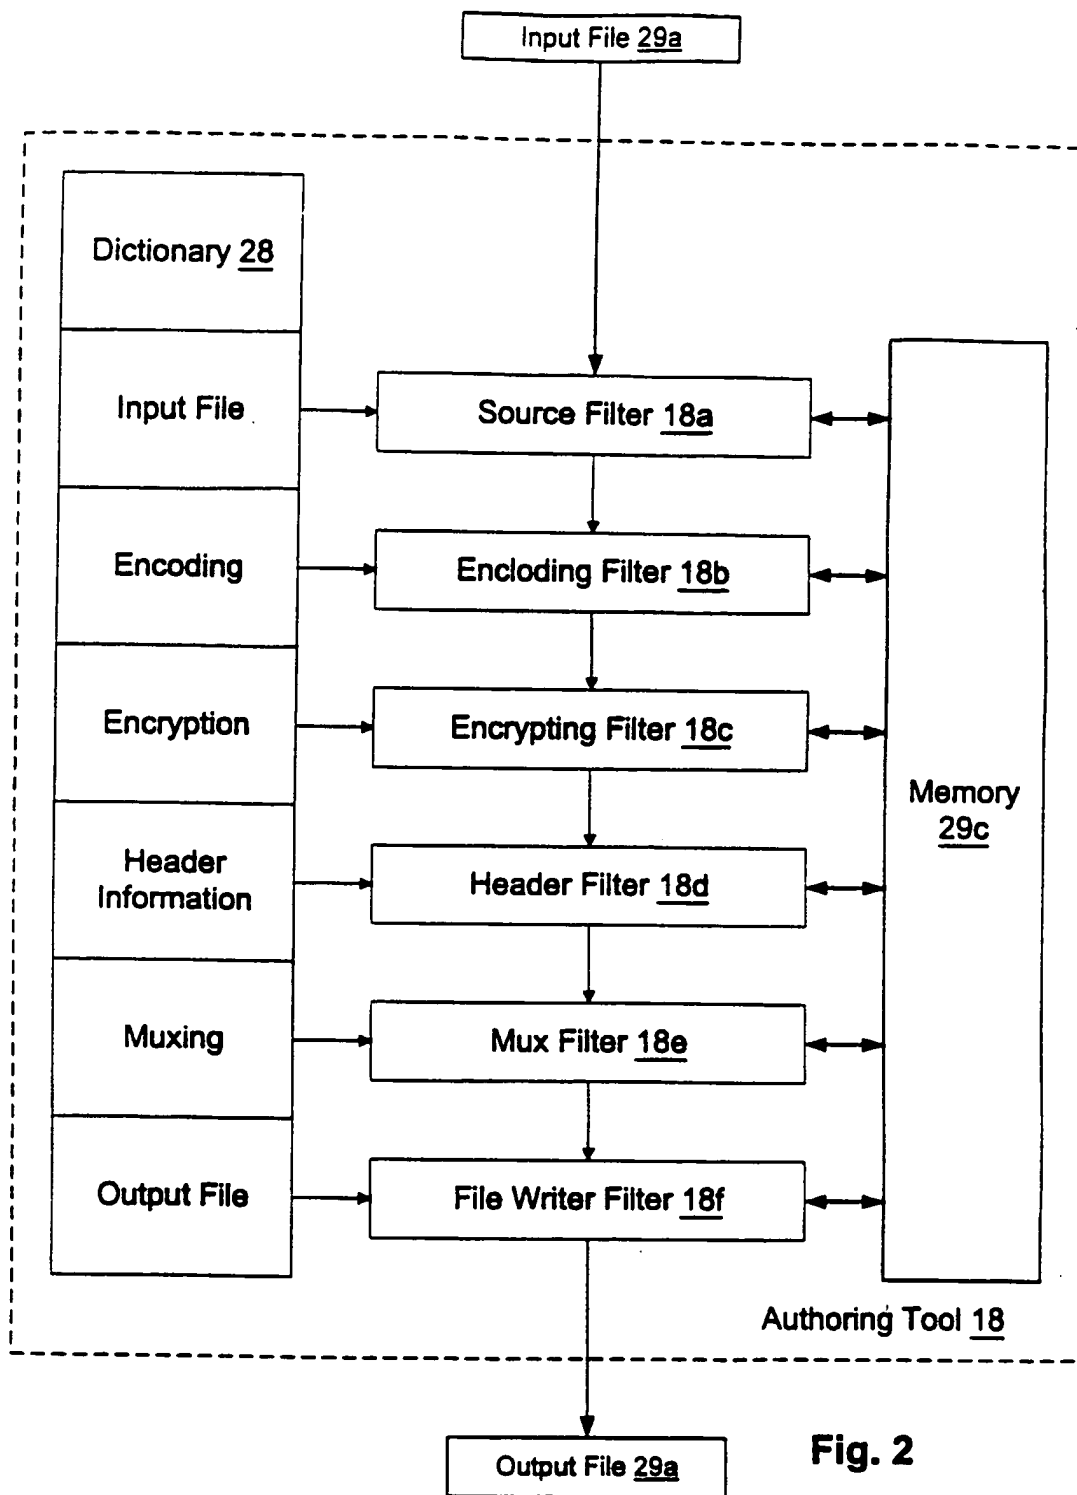 Input File 29a
Dictionary 28
Input File
Source Filter 18a
Encoding
Encloding Filter 18b
Encryption
Encrypting Filter 18c
Memory
29c
Header
Information
Header Filter 18d
Muxing
Mux Filter 18e
Output File
File Writer Filter 18f
Authoring Tool 18
Output File 29a
Fig. 2